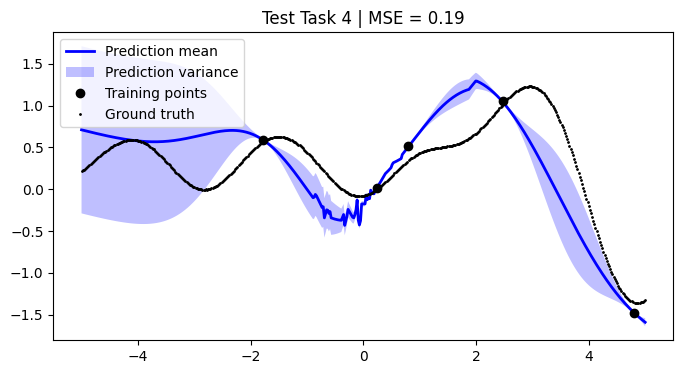 Test Task 4 | MSE = 0.19
Prediction mean
Prediction variance
Training points
Ground truth
1.5
1.0
0.5
0.0
−0.5
−1.0
−1.5
−4
−2
0
2
4